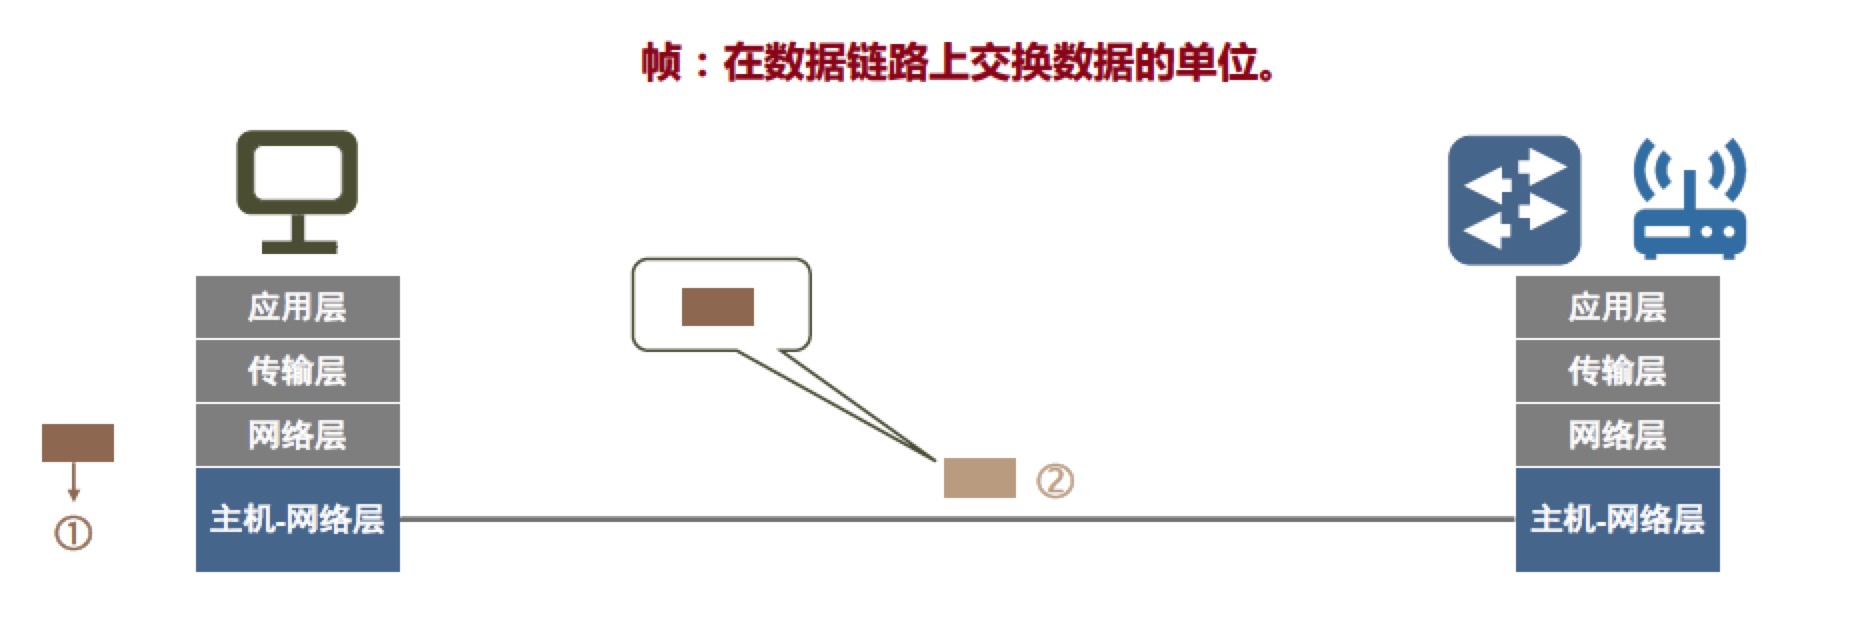 帧：在数据链路上交换数据的单位。
应用层
传输层
网络层
主机-网络层
①
②
应用层
传输层
网络层
主机-网络层